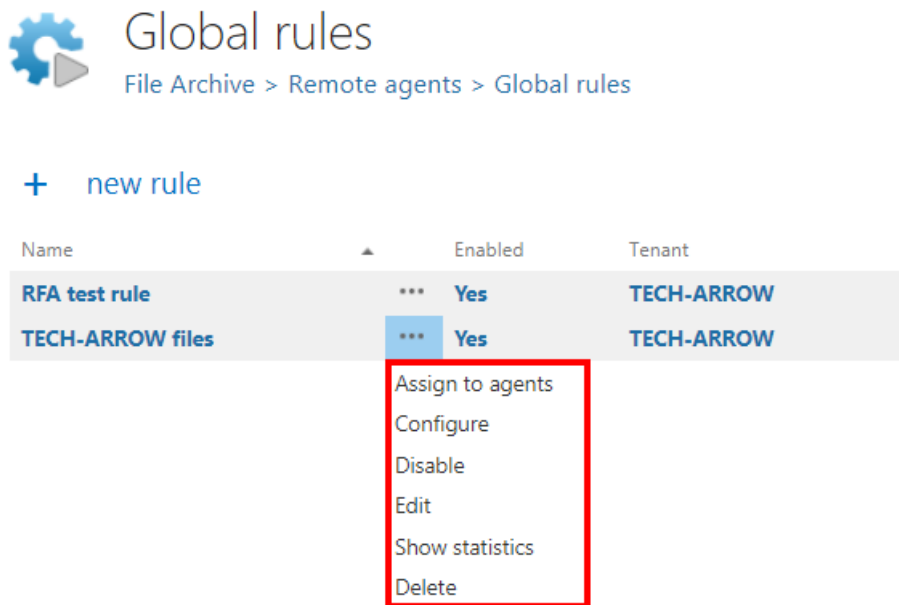 Global rules
File Archive > Remote agents > Global rules
+ new rule
Name Enabled Tenant
RFA test rule ••• Yes TECH-ARROW
TECH-ARROW files ••• Yes TECH-ARROW
Assign to agents
Configure
Disable
Edit
Show statistics
Delete